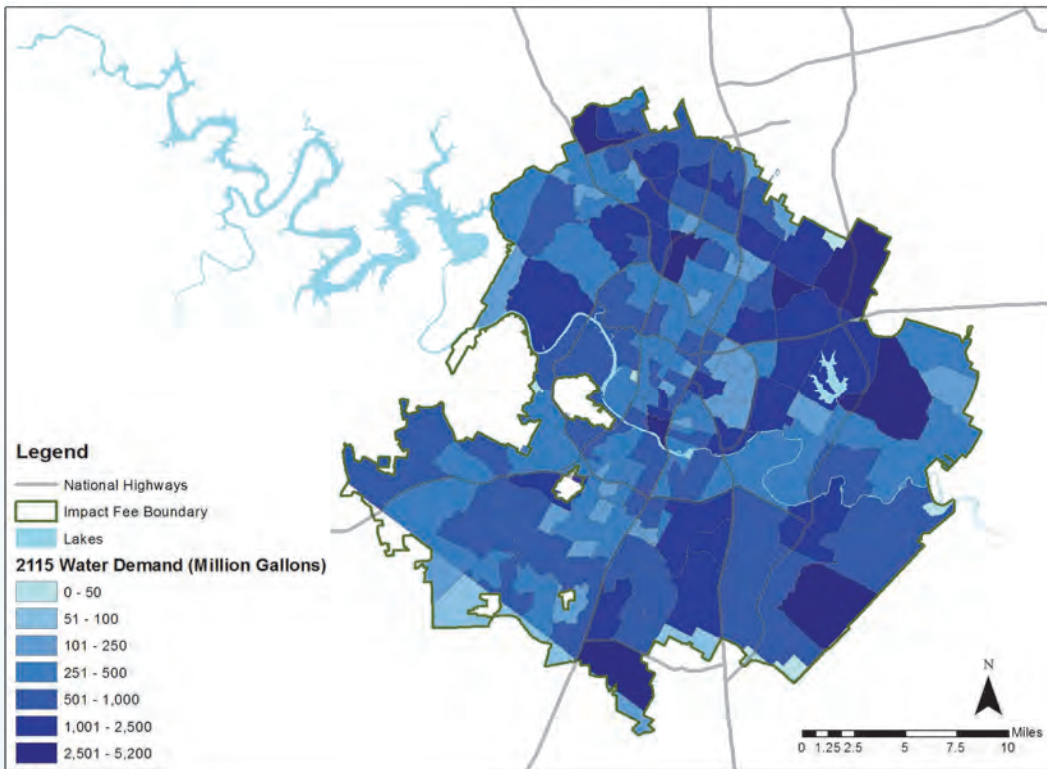 Legend
National Highways
Impact Fee Boundary
Lakes
2115 Water Demand (Million Gallons)
0 - 50
51 - 100
101 - 250
251 - 500
501 - 1,000
1,001 - 2,500
2,501 - 5,200
N
Miles
0 1.25 2.5 5 7.5 10